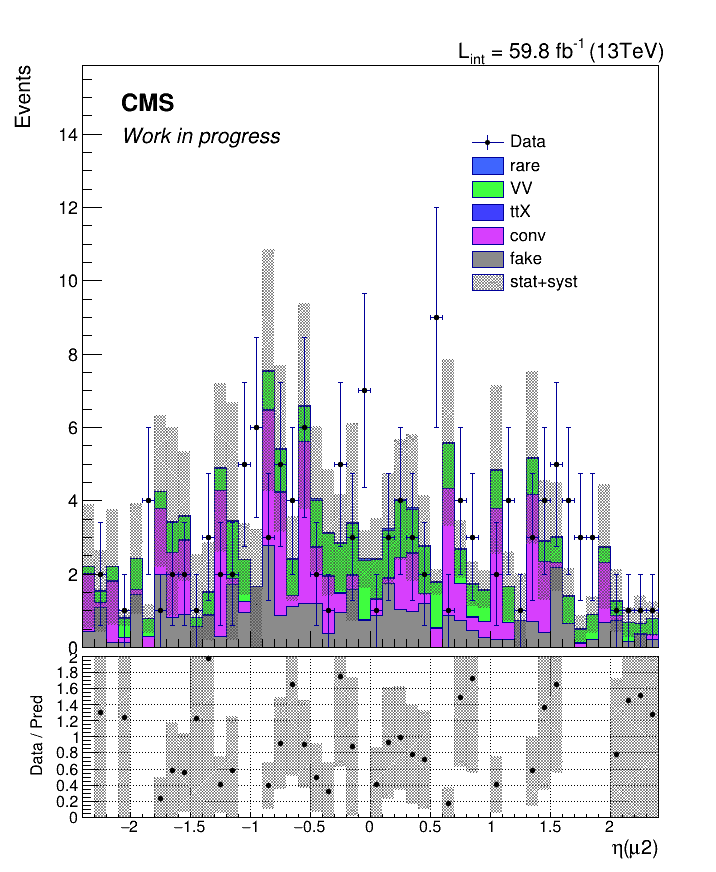 L_int = 59.8 fb^-1 (13TeV)
Events
CMS
Work in progress
Data
rare
VV
ttX
conv
fake
stat+syst
14
12
10
8
6
4
2
0
Data / Pred
2
1.8
1.6
1.4
1.2
1
0.8
0.6
0.4
0.2
0
−2 −1.5 −1 −0.5 0 0.5 1 1.5 2
η(μ2)